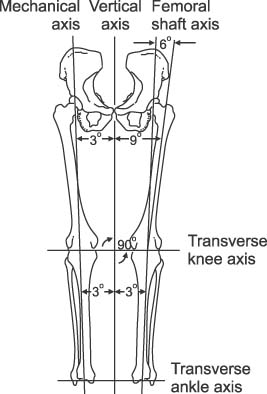 Mechanical axis
Vertical axis
Femoral shaft axis
6°
3°
9°
90°
Transverse knee axis
3°
3°
Transverse ankle axis